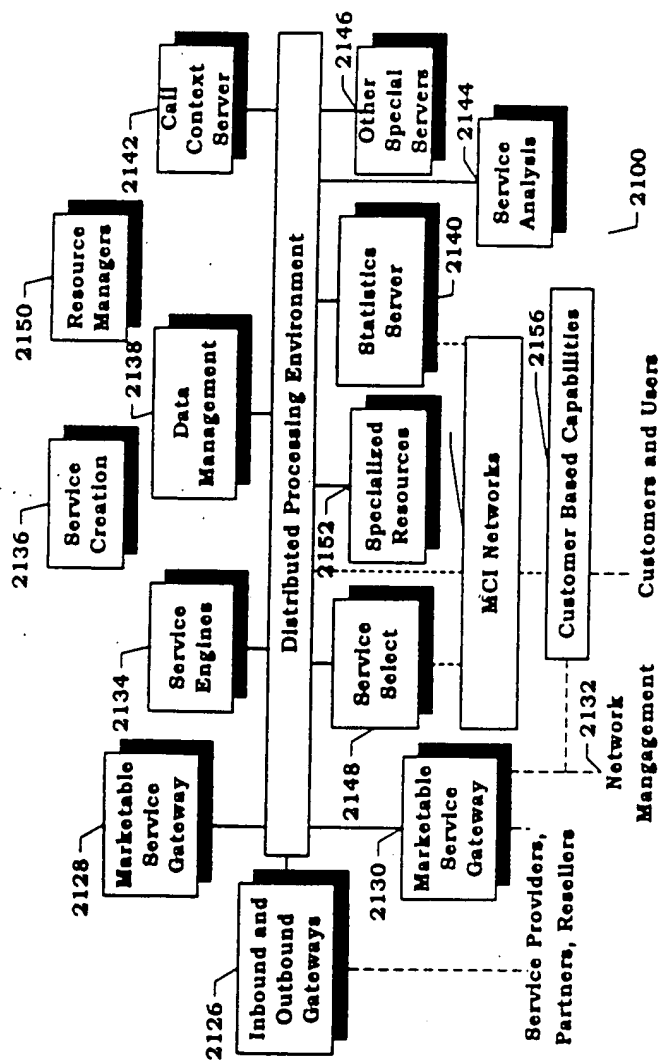 2150
Resource
Managers
2142
Call
Context
Server
2136
Service
Creation
2138
Data
Management
2134
Service
Engines
2128
Marketable
Service
Gateway
2126
Inbound and
Outbound
Gateways
Distributed Processing Environment
2130
Marketable
Service
Gateway
2148
Service
Select
2152
Specialized
Resources
Statistics
Server
2140
Other
Special
Servers
2146
2144
Service
Analysis
MCI Networks
2156
Customer Based Capabilities
2100
Service Providers,
Partners, Resellers
2132
Network
Mangagement
Customers and Users